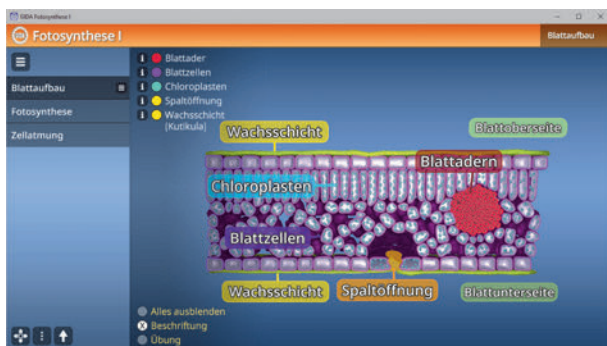 GIDA Fotosynthese I
Fotosynthese I
Blattaufbau
Blattaufbau
Fotosynthese
Zellatmung
i Blattader
i Blattzellen
i Chloroplasten
i Spaltöffnung
i Wachsschicht
(Kutikula)
Wachsschicht
Blattoberseite
Blattadern
Chloroplasten
Blattzellen
Wachsschicht
Spaltöffnung
Blattunterseite
Alles ausblenden
Beschriftung
Übung